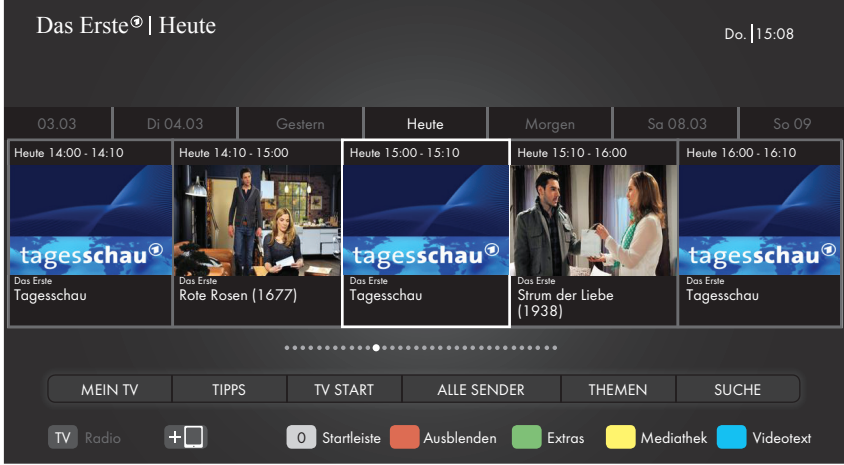 Das Erste | Heute
Do. 15:08
03.03 Di 04.03 Gestern Heute Morgen Sa 08.03 So 09
Heute 14:00 - 14:10
Heute 14:10 - 15:00
Heute 15:00 - 15:10
Heute 15:10 - 16:00
Heute 16:00 - 16:10
tagesschau
tagesschau
tagesschau
Das Erste
Tagesschau
Das Erste
Rote Rosen (1677)
Das Erste
Tagesschau
Das Erste
Strum der Liebe
(1938)
Das Erste
Tagesschau
MEIN TV TIPPS TV START ALLE SENDER THEMEN SUCHE
TV Radio + 0 Startleiste Ausblenden Extras Mediathek Videotext